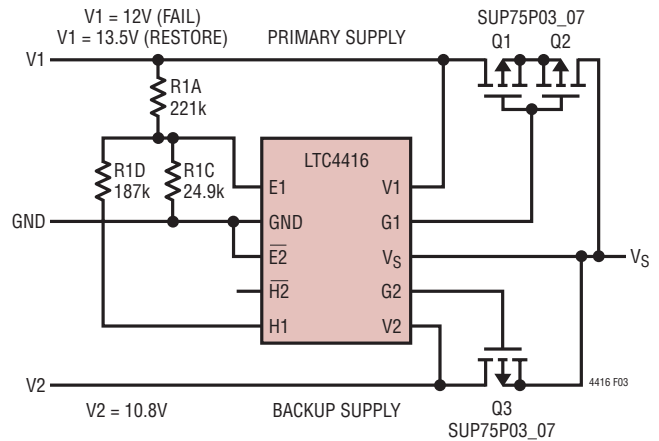 V1 = 12V (FAIL)
V1 = 13.5V (RESTORE)
PRIMARY SUPPLY
SUP75P03_07
Q1 Q2
V1
R1A
221k
R1D
187k
R1C
24.9k
LTC4416
E1
V1
GND
GND
G1
E2
VS
VS
H2
G2
H1
V2
V2
4416 F03
V2 = 10.8V
BACKUP SUPPLY
Q3
SUP75P03_07